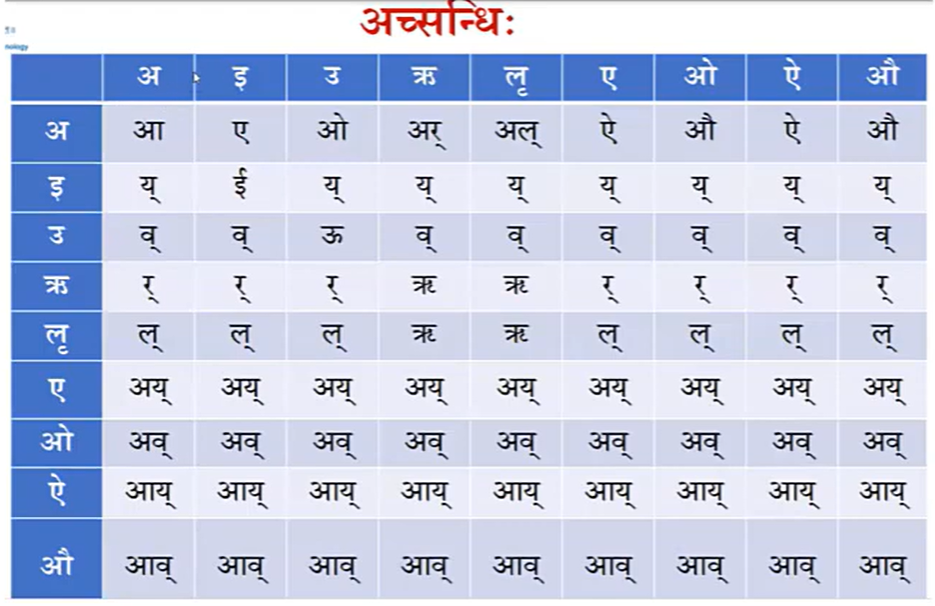 अच्सन्धिः
nology
अ इ उ ऋ लृ ए ओ ऐ औ
अ आ ए ओ अर् अल् ऐ औ ऐ औ
इ य् ई य् य् य् य् य् य् य्
उ व् व् ऊ व् व् व् व् व् व्
ऋ र् र् र् ॠ ॠ र् र् र् र्
लृ ल् ल् ल् ॠ ॠ ल् ल् ल् ल्
ए अय् अय् अय् अय् अय् अय् अय् अय् अय्
ओ अव् अव् अव् अव् अव् अव् अव् अव् अव्
ऐ आय् आय् आय् आय् आय् आय् आय् आय् आय्
औ आव् आव् आव् आव् आव् आव् आव् आव् आव्